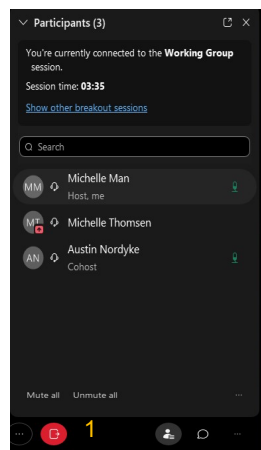 Participants (3)
You're currently connected to the Working Group
session.
Session time: 03:35
Show other breakout sessions
Search
MM
Michelle Man
Host, me
MT
Michelle Thomsen
AN
Austin Nordyke
Cohost
Mute all Unmute all
1